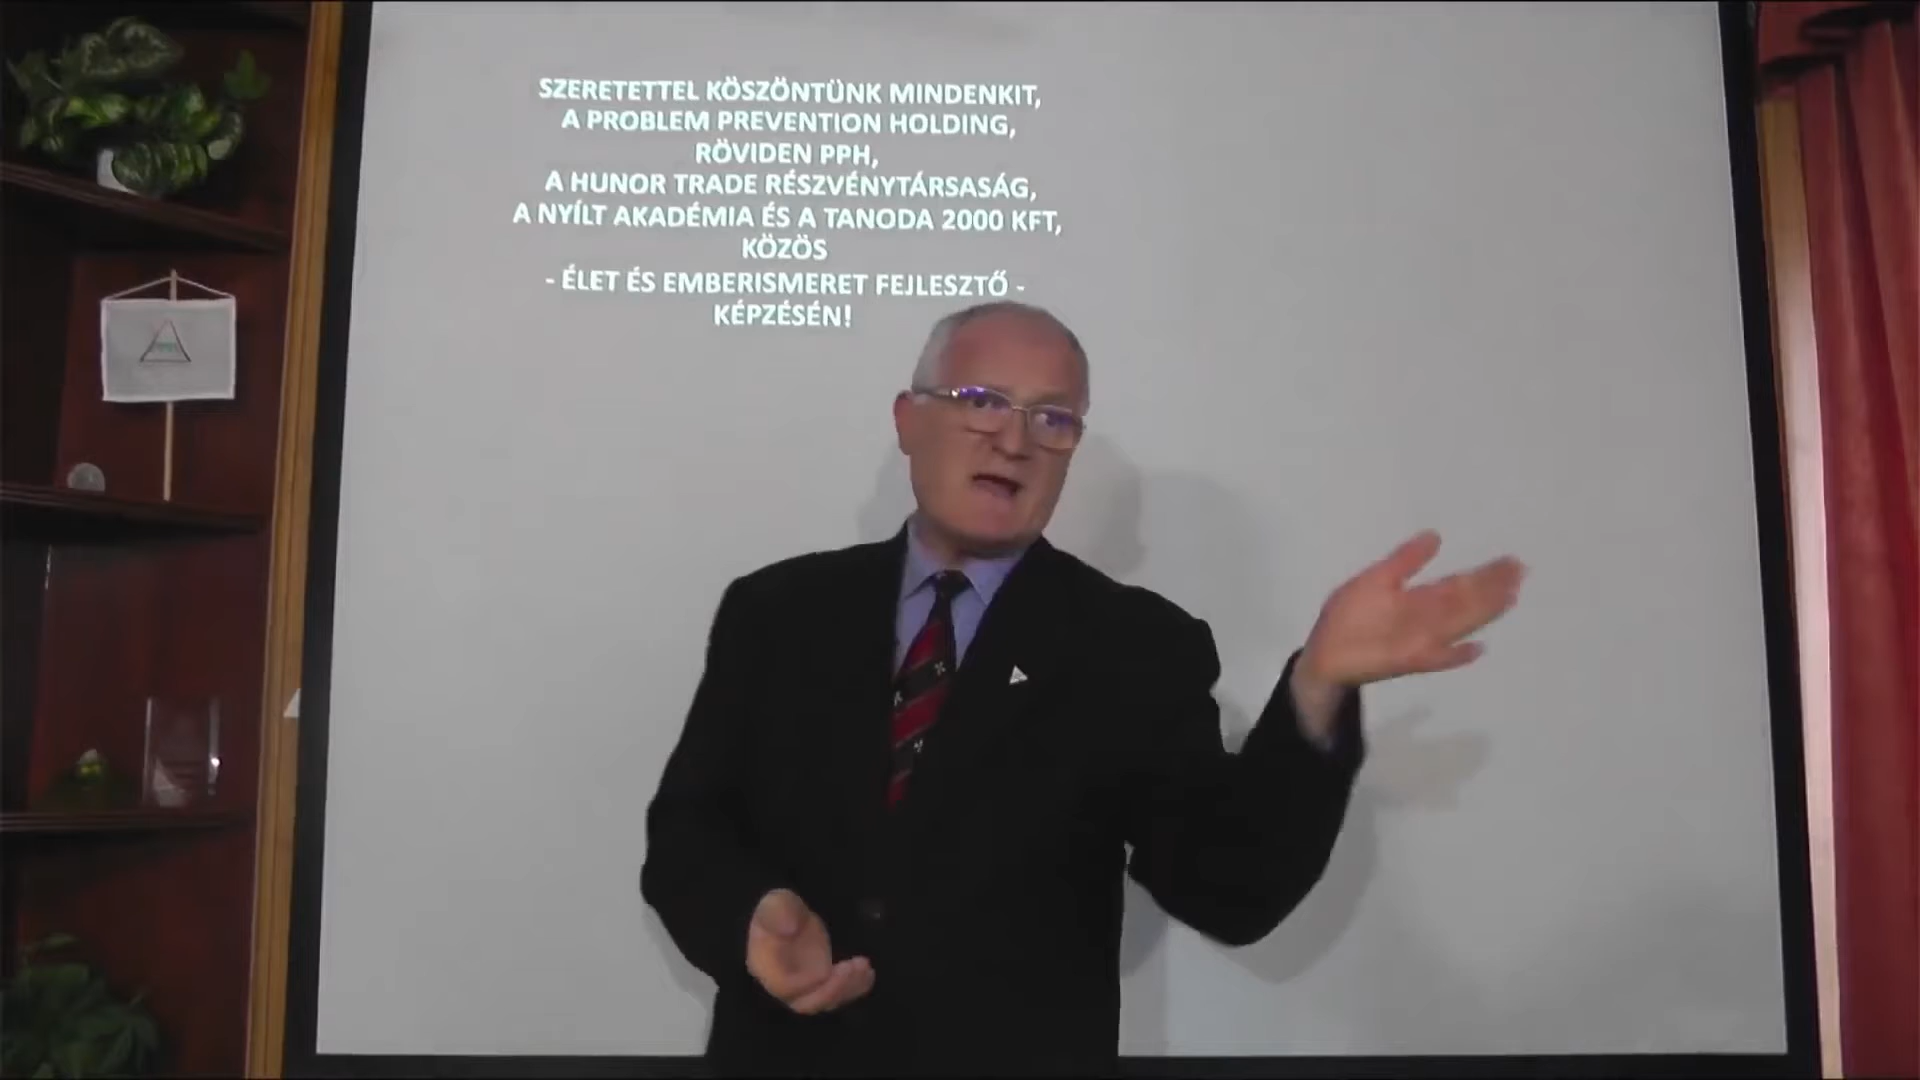 SZERETETTEL KÖSZÖNTÜNK MINDENKIT,
A PROBLEM PREVENTION HOLDING,
RÖVIDEN PPH,
A HUNOR TRADE RÉSZVÉNYTÁRSASÁG,
A NYÍLT AKADÉMIA ÉS A TANODA 2000 KFT,
KÖZÖS
- ÉLET ÉS EMBERISMERET FEJLESZTŐ -
KÉPZÉSÉN!